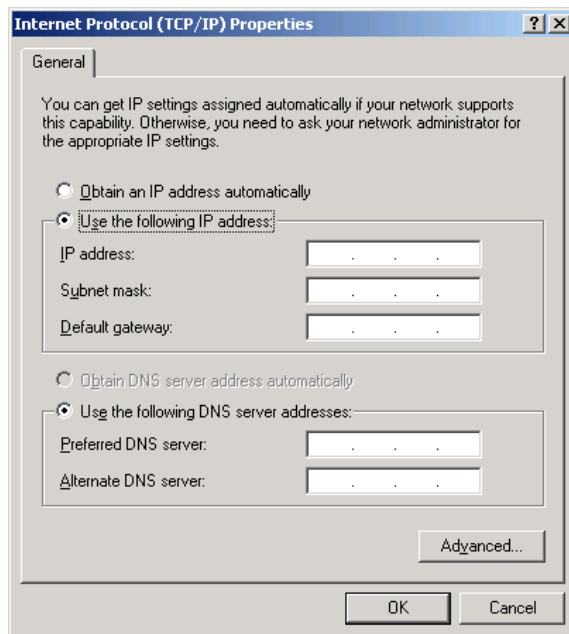 Internet Protocol (TCP/IP) Properties
General
You can get IP settings assigned automatically if your network supports
this capability. Otherwise, you need to ask your network administrator for
the appropriate IP settings.
Obtain an IP address automatically
Use the following IP address:
IP address:
Subnet mask:
Default gateway:
Obtain DNS server address automatically
Use the following DNS server addresses:
Preferred DNS server:
Alternate DNS server:
Advanced...
OK Cancel